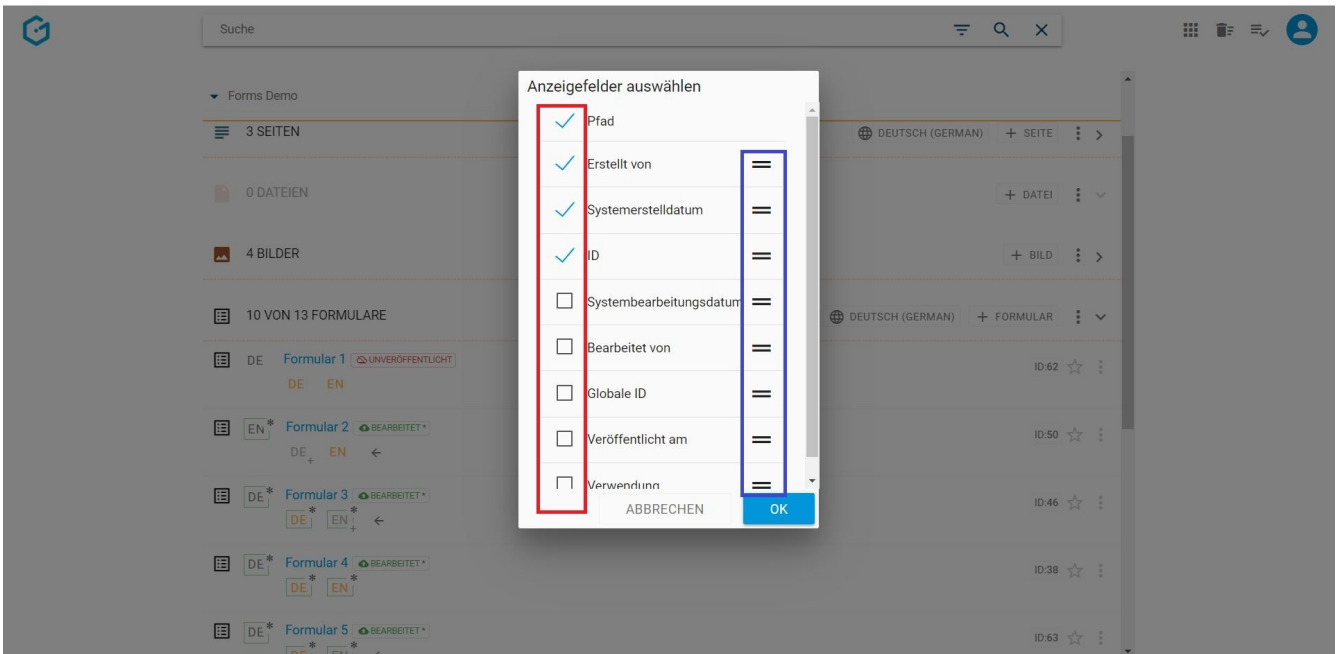 Suche
Anzeigefelder auswählen
Forms Demo
Pfad
3 SEITEN
DEUTSCH (GERMAN) + SEITE
Erstellt von
0 DATEIEN
+ DATEI
Systemerstelldatum
4 BILDER
+ BILD
ID
Systembearbeitungsdatum
10 VON 13 FORMULARE
DEUTSCH (GERMAN) + FORMULAR
Bearbeitet von
DE Formular 1 UNVERÖFFENTLICHT
ID:62
DE EN
Globale ID
EN* Formular 2 BEARBEITET*
ID:50
DE+ EN ←
Veröffentlicht am
Verwendung
DE* Formular 3 BEARBEITET*
ID:46
DE* EN*+ ←
ABBRECHEN OK
DE* Formular 4 BEARBEITET*
ID:38
DE* EN*
DE* Formular 5 BEARBEITET*
ID:63
DE* EN* ←